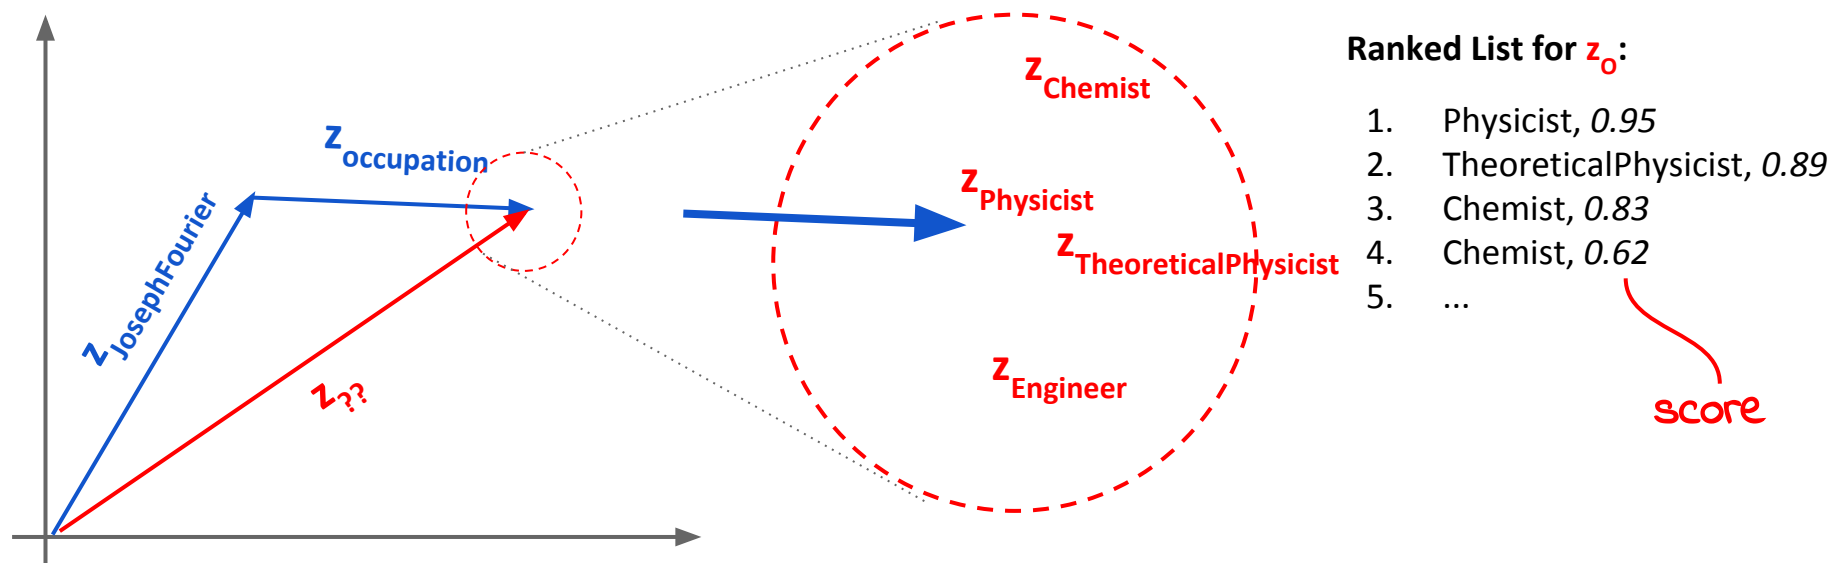 z_occupation
z_JosephFourier
z_??
z_Chemist
z_Physicist
z_TheoreticalPhysicist
z_Engineer
Ranked List for z_O:
1. Physicist, 0.95
2. TheoreticalPhysicist, 0.89
3. Chemist, 0.83
4. Chemist, 0.62
5. ...
score